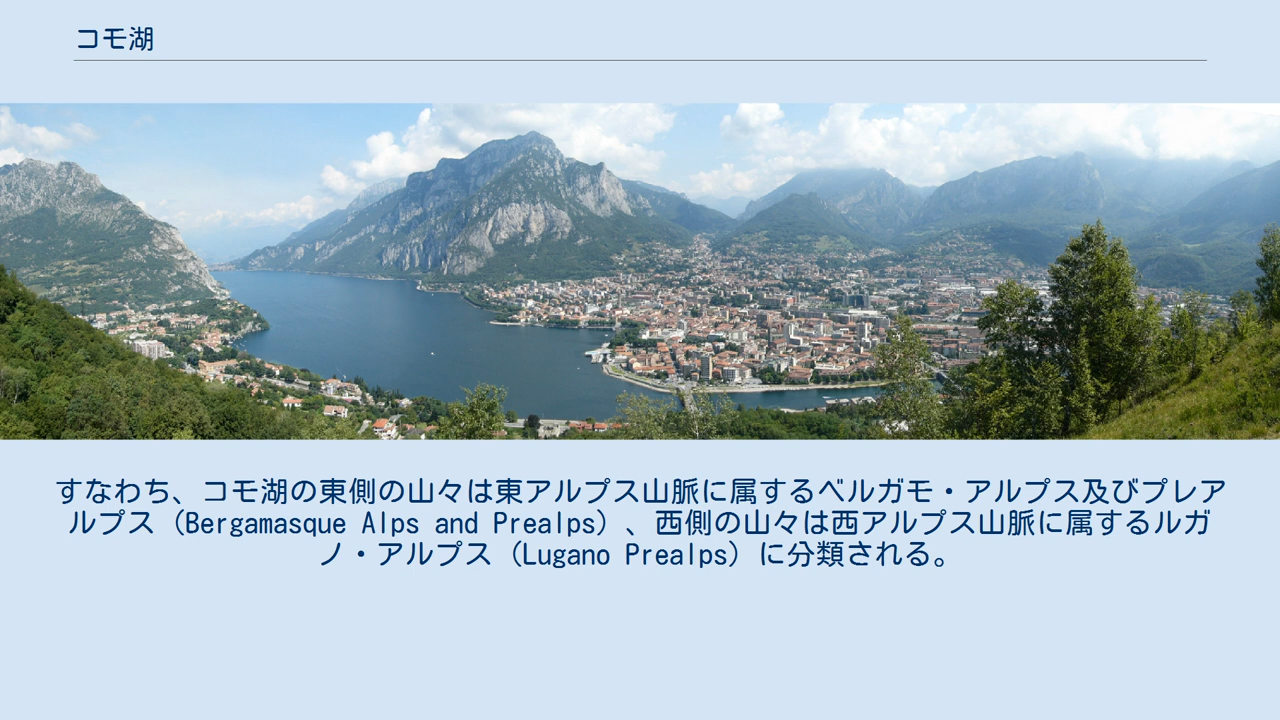 コモ湖
すなわち、コモ湖の東側の山々は東アルプス山脈に属するベルガモ・アルプス及びプレア
ルプス（Bergamasque Alps and Prealps）、西側の山々は西アルプス山脈に属するルガ
ノ・アルプス（Lugano Prealps）に分類される。